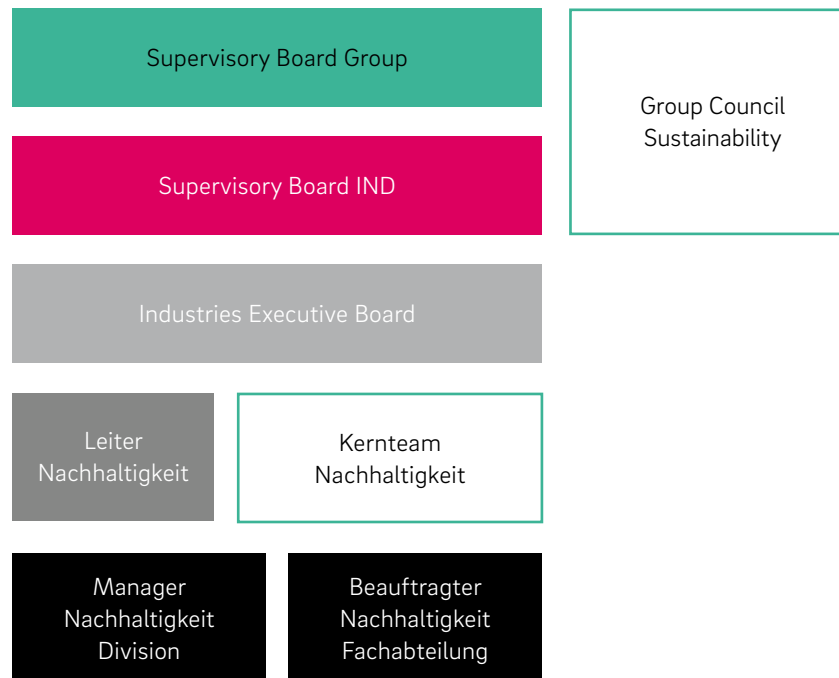 Supervisory Board Group
Group Council
Sustainability
Supervisory Board IND
Industries Executive Board
Leiter
Nachhaltigkeit
Kernteam
Nachhaltigkeit
Manager
Nachhaltigkeit
Division
Beauftragter
Nachhaltigkeit
Fachabteilung